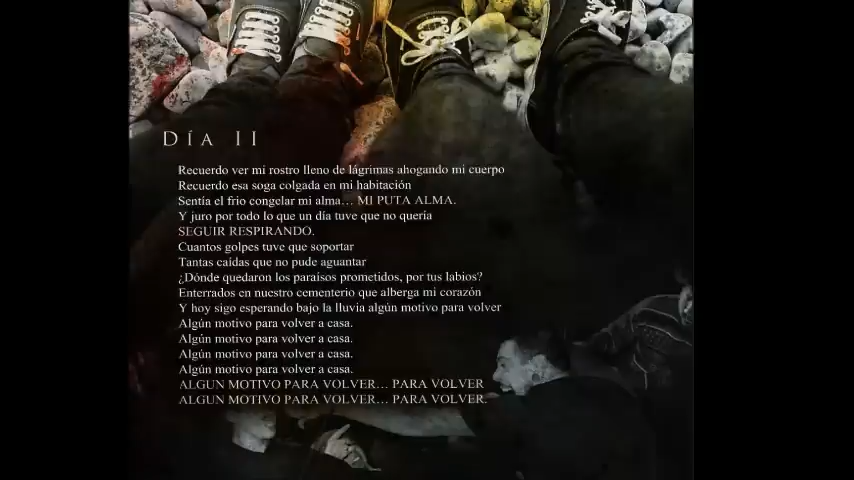 DÍA II
Recuerdo ver mi rostro lleno de lágrimas ahogando mi cuerpo
Recuerdo esa soga colgada en mi habitación
Sentía el frio congelar mi alma... MI PUTA ALMA.
Y juro por todo lo que un día tuve que no quería
SEGUIR RESPIRANDO.
Cuantos golpes tuve que soportar
Tantas caídas que no pude aguantar
¿Dónde quedaron los paraísos prometidos, por tus labios?
Enterrados en nuestro cementerio que alberga mi corazón
Y hoy sigo esperando bajo la lluvia algún motivo para volver
Algún motivo para volver a casa.
Algún motivo para volver a casa.
Algún motivo para volver a casa.
Algún motivo para volver a casa.
ALGUN MOTIVO PARA VOLVER... PARA VOLVER
ALGUN MOTIVO PARA VOLVER... PARA VOLVER.